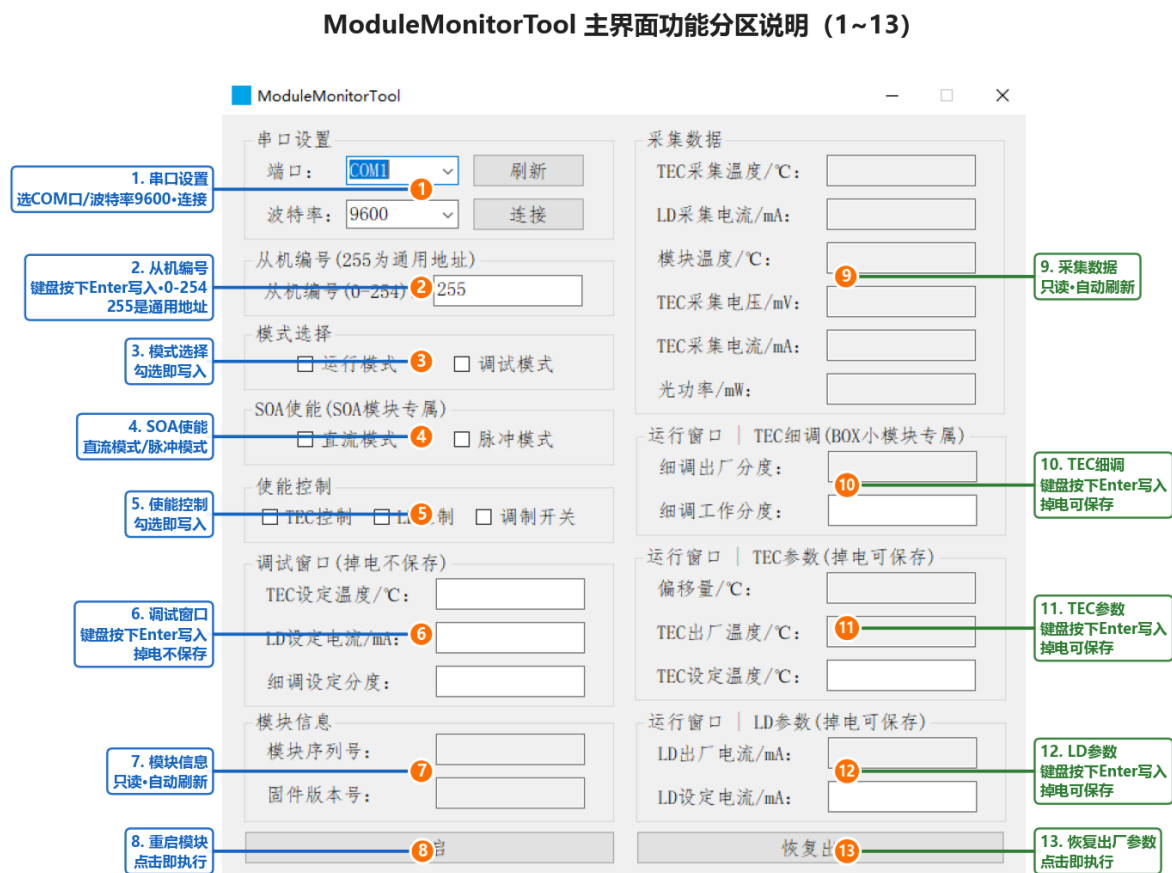 ModuleMonitorTool 主界面功能分区说明（1~13）
ModuleMonitorTool
串口设置
端口：
COM1
刷新
1
波特率：
9600
连接
从机编号(255为通用地址)
从机编号(0-254)
2
255
模式选择
运行模式
3
调试模式
SOA使能(SOA模块专属)
直流模式
4
脉冲模式
使能控制
TEC控制
5
调制开关
调试窗口(掉电不保存)
TEC设定温度/℃：
LD设定电流/mA：
6
细调设定分度：
模块信息
模块序列号：
7
固件版本号：
8
采集数据
TEC采集温度/℃：
LD采集电流/mA：
模块温度/℃：
9
TEC采集电压/mV：
TEC采集电流/mA：
光功率/mW：
运行窗口 | TEC细调(BOX小模块专属)
细调出厂分度：
10
细调工作分度：
运行窗口 | TEC参数(掉电可保存)
偏移量/℃：
TEC出厂温度/℃：
11
TEC设定温度/℃：
运行窗口 | LD参数(掉电可保存)
LD出厂电流/mA：
12
LD设定电流/mA：
恢复出
13
1. 串口设置
选COM口/波特率9600•连接
2. 从机编号
键盘按下Enter写入•0-254
255是通用地址
3. 模式选择
勾选即写入
4. SOA使能
直流模式/脉冲模式
5. 使能控制
勾选即写入
6. 调试窗口
键盘按下Enter写入
掉电不保存
7. 模块信息
只读•自动刷新
8. 重启模块
点击即执行
9. 采集数据
只读•自动刷新
10. TEC细调
键盘按下Enter写入
掉电可保存
11. TEC参数
键盘按下Enter写入
掉电可保存
12. LD参数
键盘按下Enter写入
掉电可保存
13. 恢复出厂参数
点击即执行